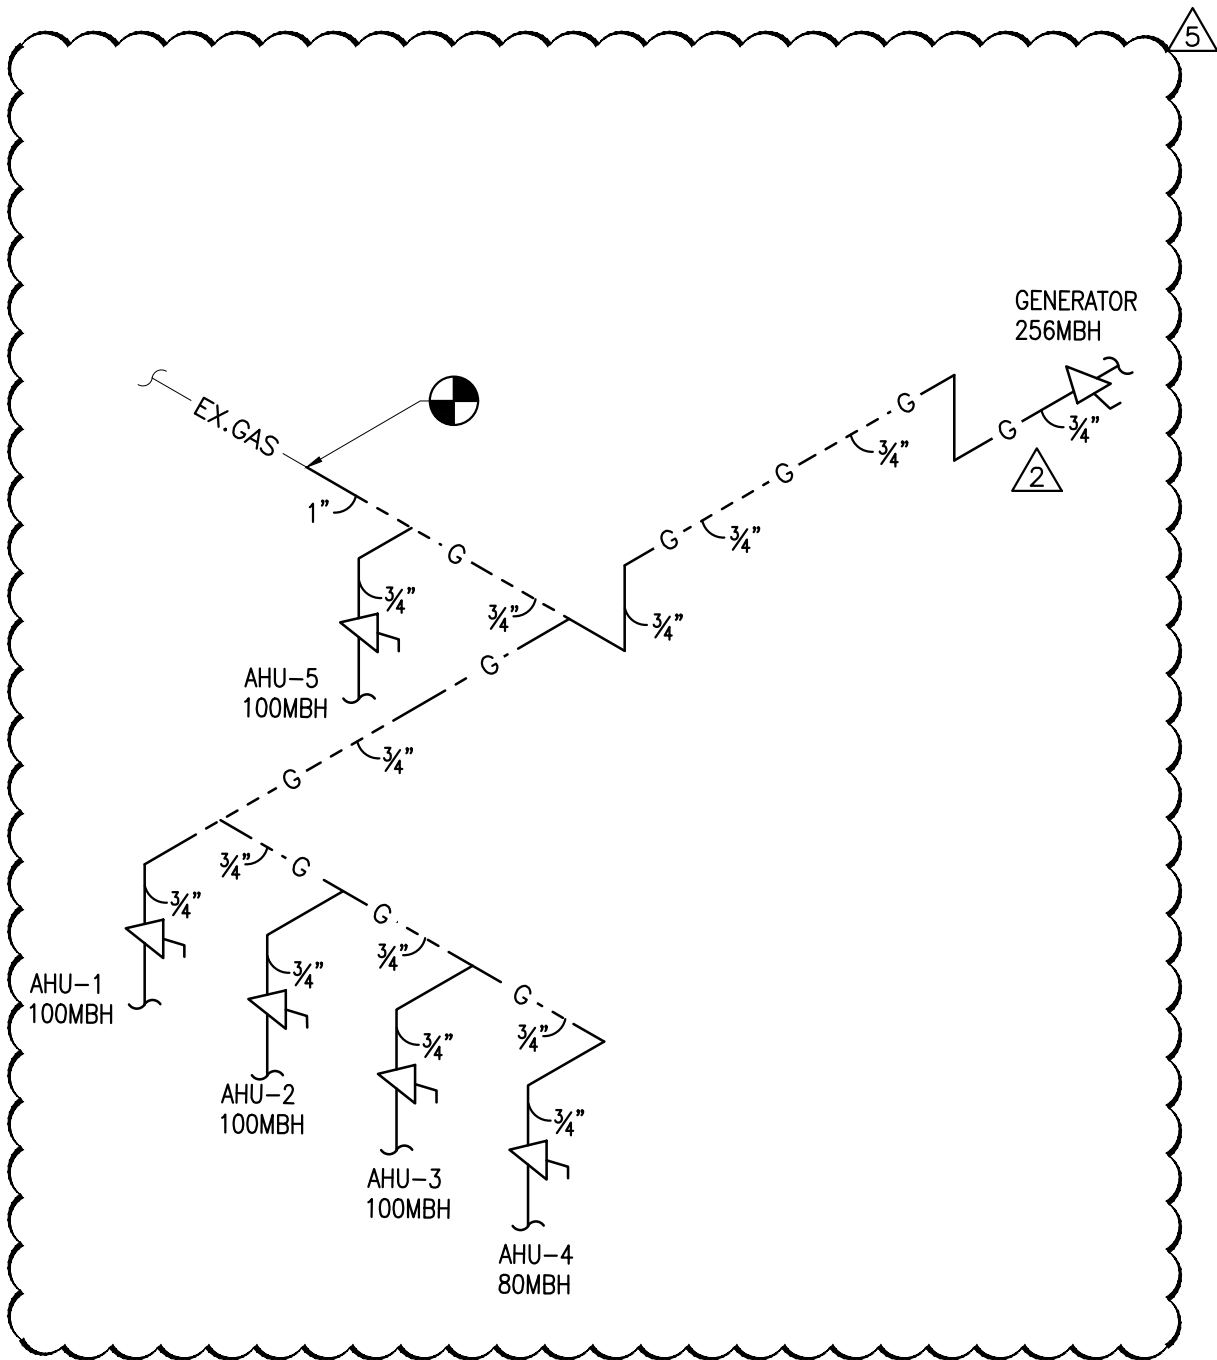 5
GENERATOR
256MBH
EX.GAS
G
3/4"
G
3/4"
2
G
3/4"
1"
G
G
3/4"
3/4"
3/4"
3/4"
G
AHU-5
100MBH
3/4"
G
3/4"
G
3/4"
G
3/4"
AHU-1
100MBH
3/4"
G
3/4"
3/4"
AHU-2
100MBH
3/4"
AHU-3
100MBH
AHU-4
80MBH